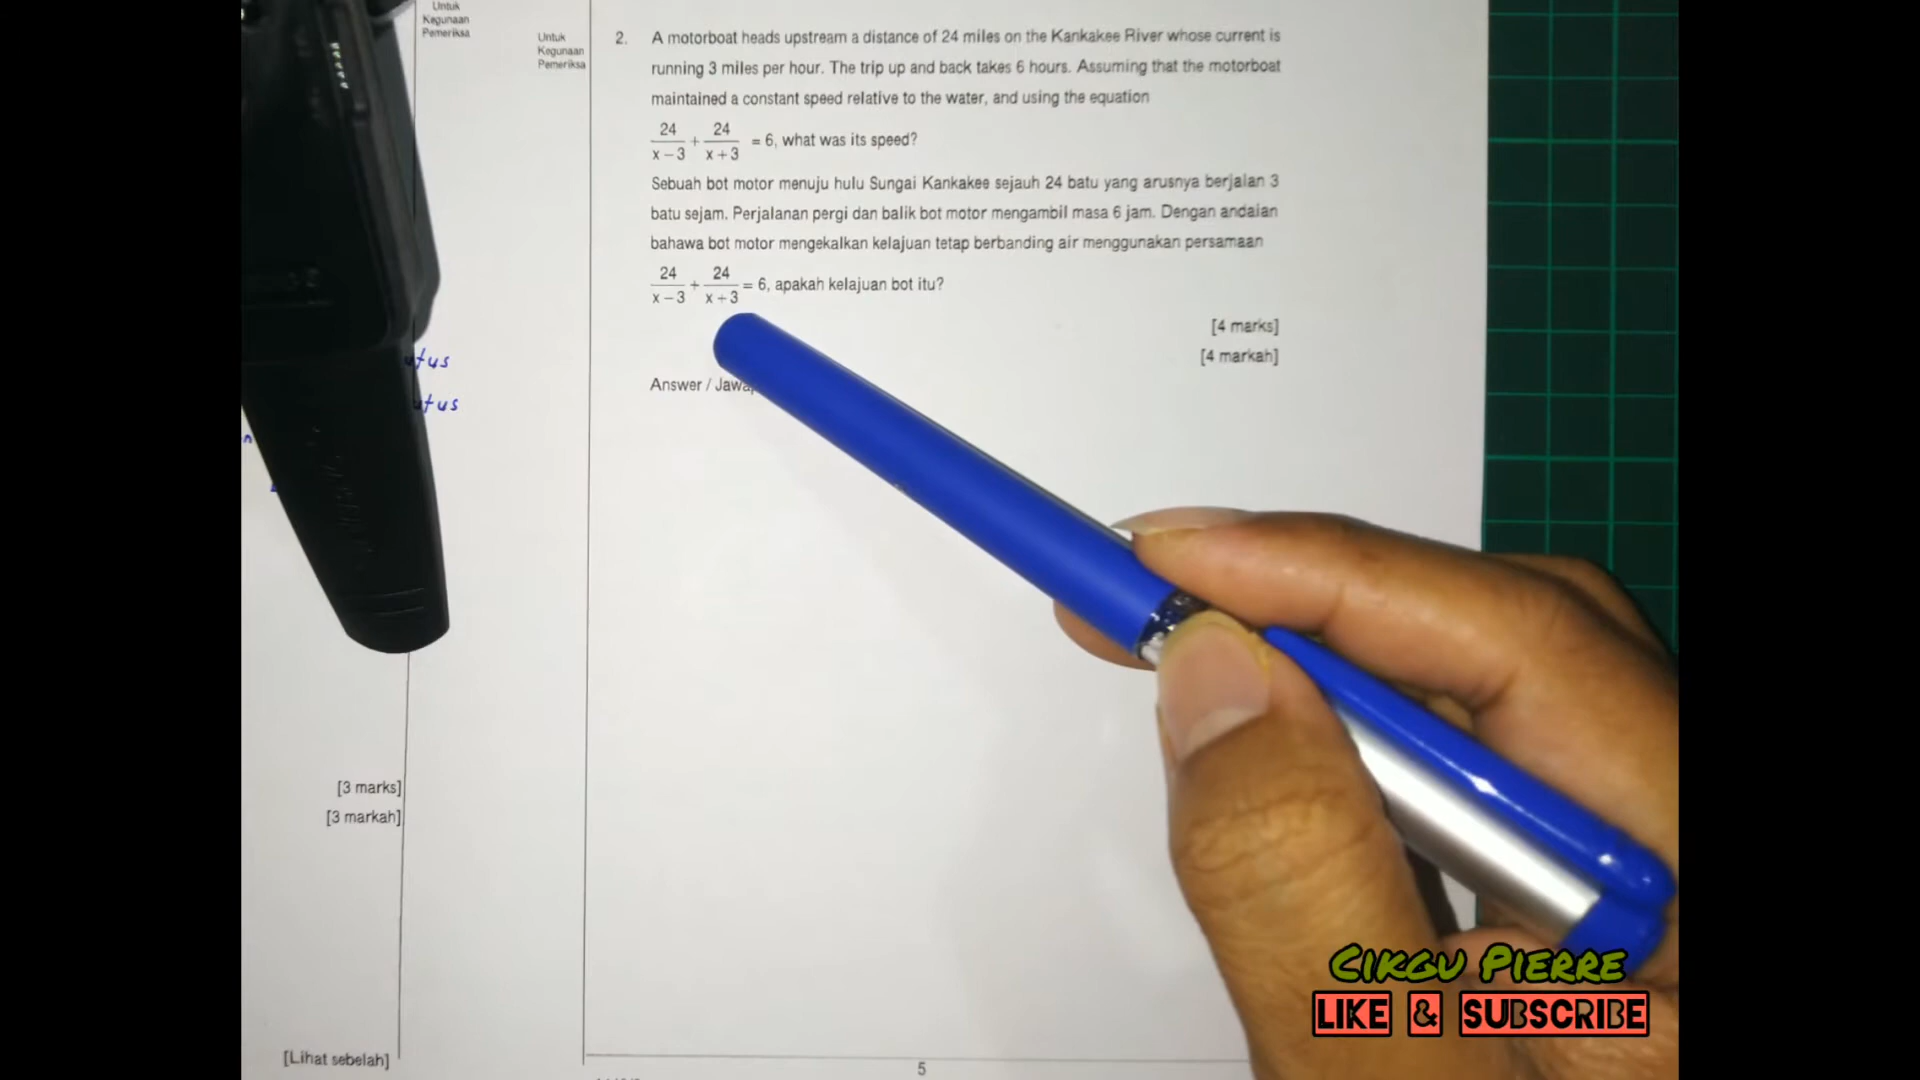 Untuk
Kegunaan
Pemeriksa
Untuk
Kegunaan
Pemeriksa
2. A motorboat heads upstream a distance of 24 miles on the Kankakee River whose current is
running 3 miles per hour. The trip up and back takes 6 hours. Assuming that the motorboat
maintained a constant speed relative to the water, and using the equation
24/(x − 3) + 24/(x + 3) = 6, what was its speed?
Sebuah bot motor menuju hulu Sungai Kankakee sejauh 24 batu yang arusnya berjalan 3
batu sejam. Perjalanan pergi dan balik bot motor mengambil masa 6 jam. Dengan andaian
bahawa bot motor mengekalkan kelajuan tetap berbanding air menggunakan persamaan
24/(x − 3) + 24/(x + 3) = 6, apakah kelajuan bot itu?
[4 marks]
[4 markah]
Answer /
[3 marks]
[3 markah]
[Lihat sebelah]
5
Cikgu Pierre
LIKE & SUBSCRIBE